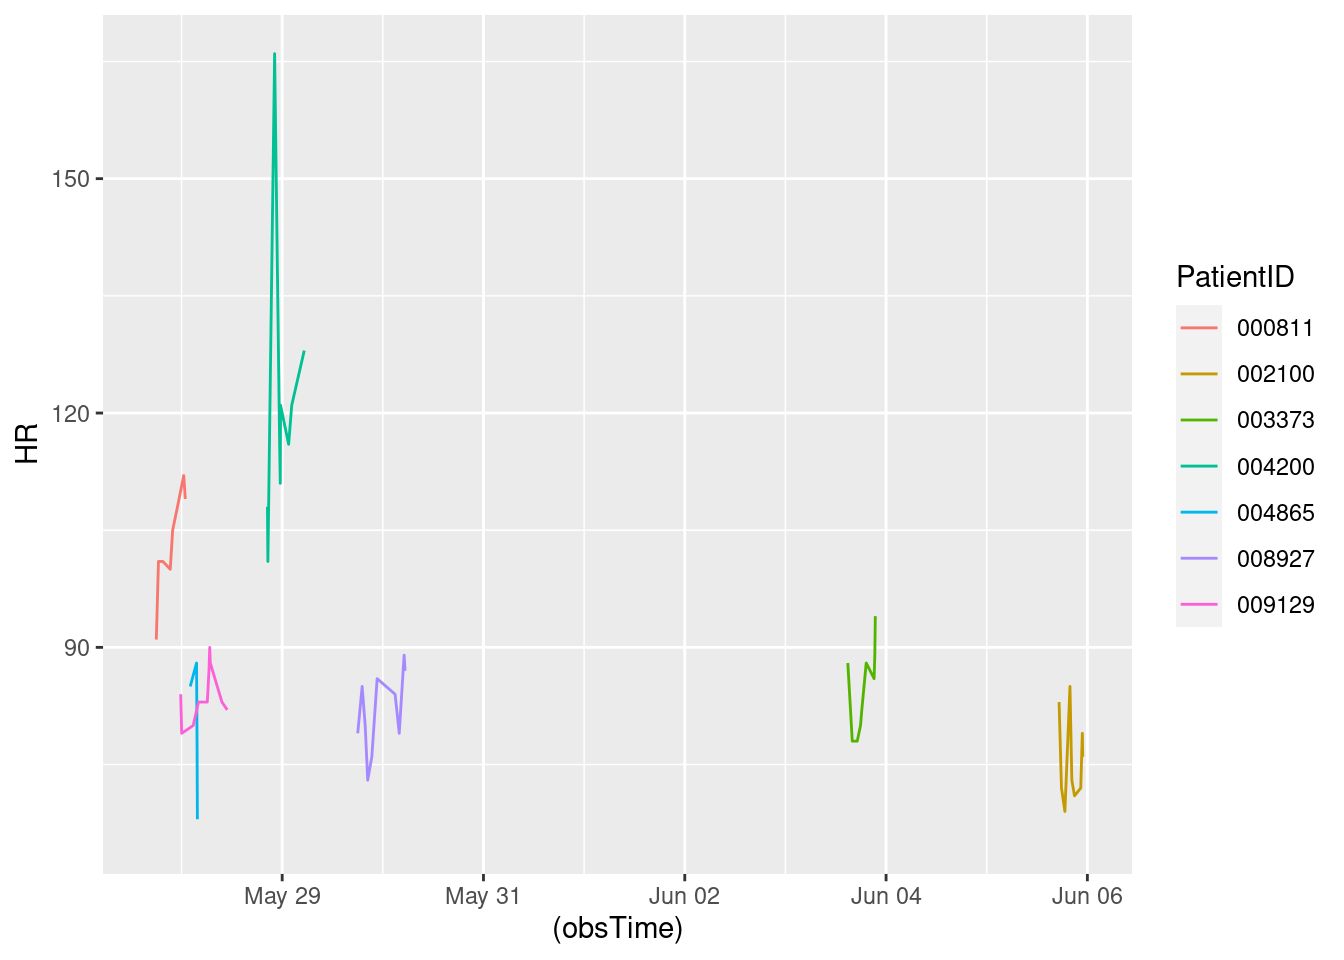 150
120
90
HR
May 29
May 31
Jun 02
Jun 04
Jun 06
(obsTime)
PatientID
000811
002100
003373
004200
004865
008927
009129